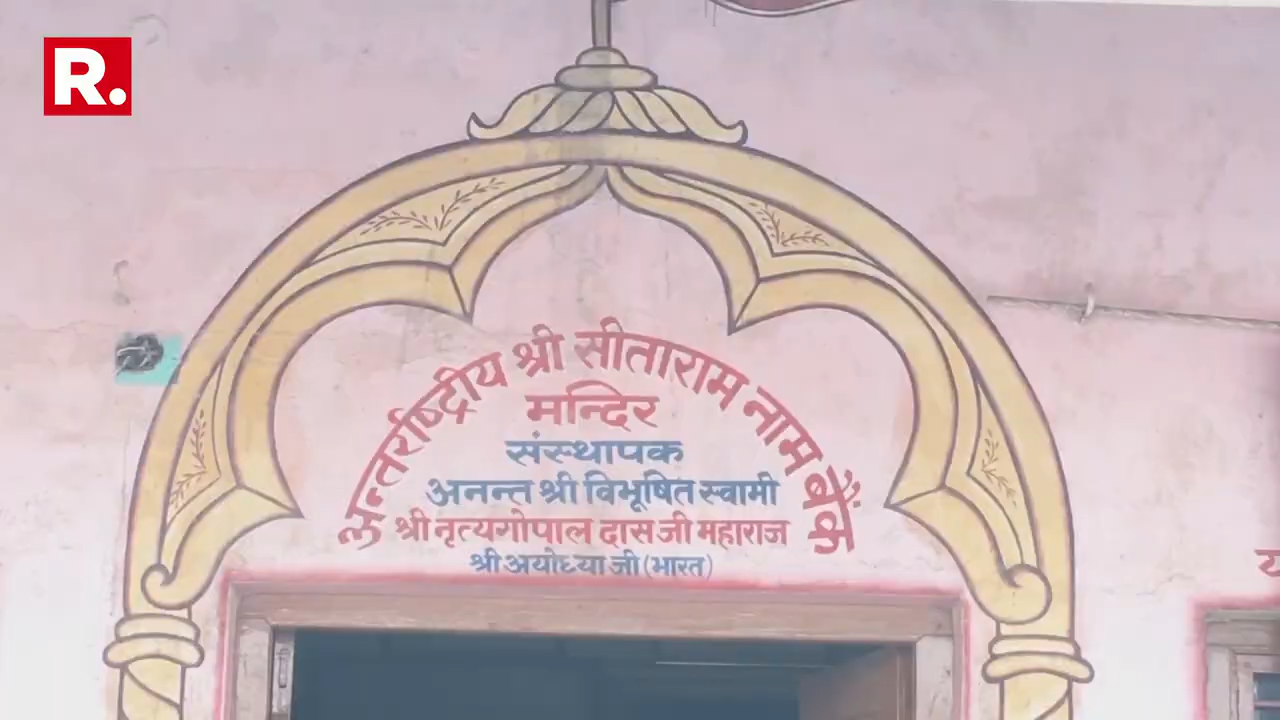 R.
अन्तर्राष्ट्रीय श्री सीताराम नाम बैंक
मन्दिर
संस्थापक
अनन्त श्री विभूषित स्वामी
श्री नृत्यगोपाल दास जी महाराज
श्री अयोध्या जी (भारत)